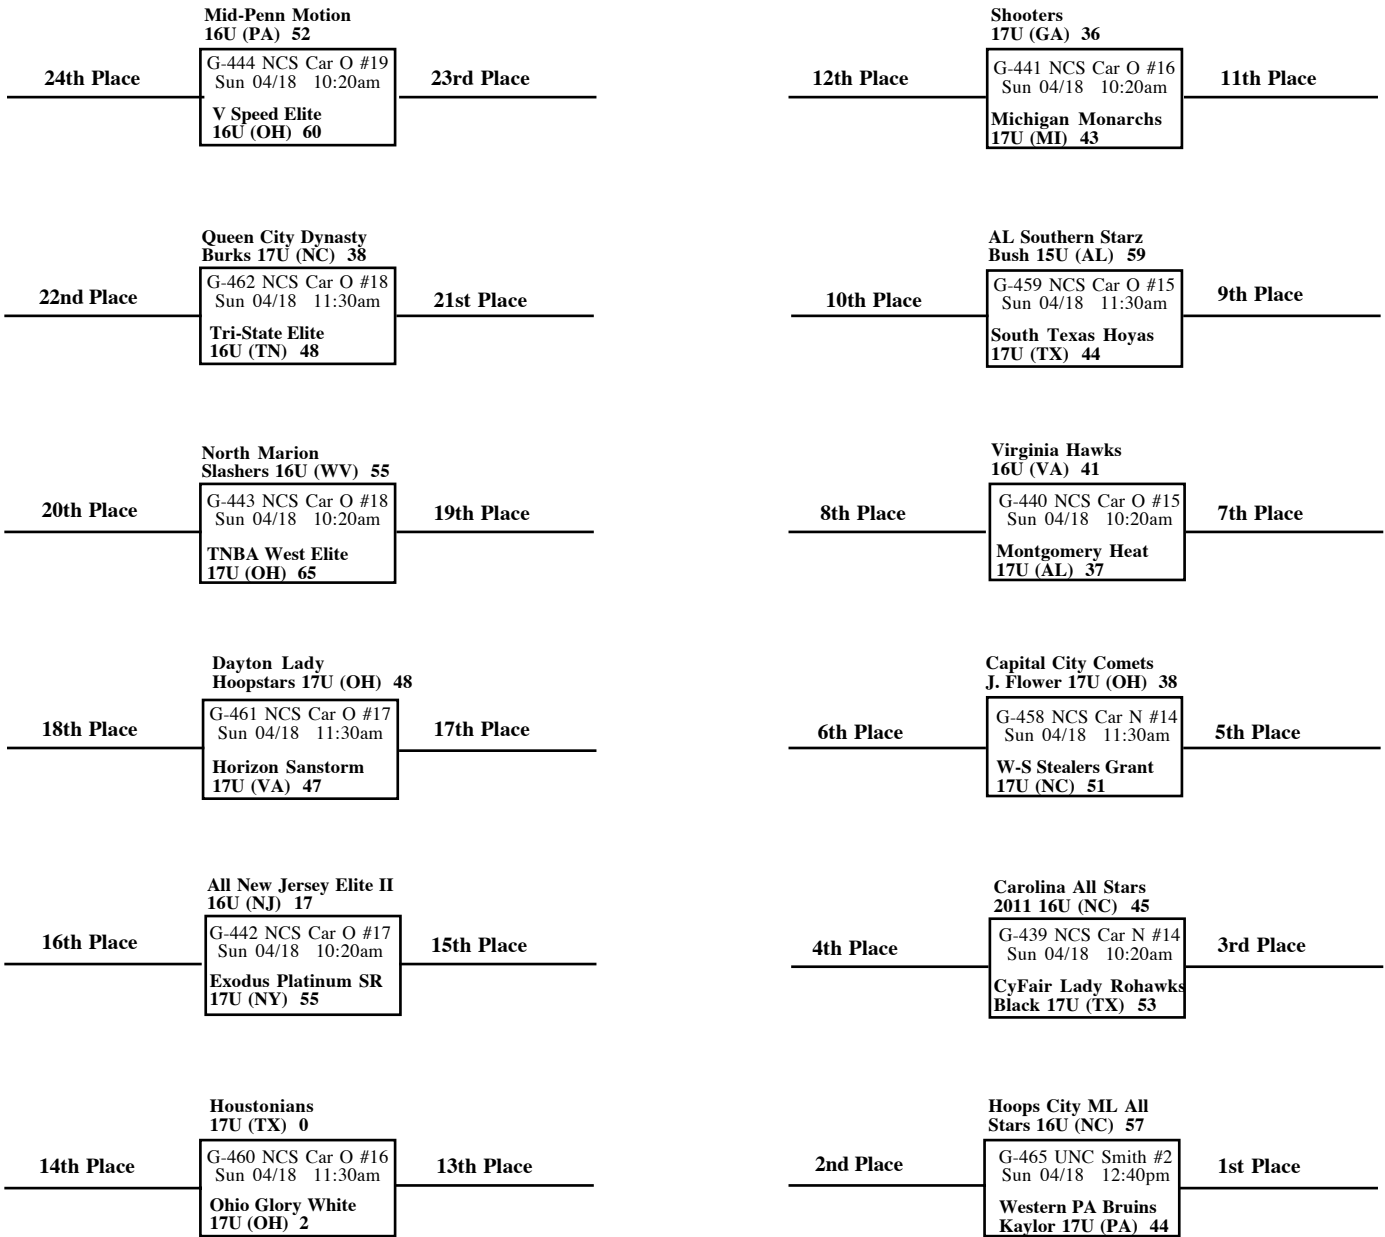 Mid-Penn Motion
16U (PA) 52
24th Place
G-444 NCS Car O #19
Sun 04/18 10:20am
23rd Place
V Speed Elite
16U (OH) 60
Queen City Dynasty
Burks 17U (NC) 38
22nd Place
G-462 NCS Car O #18
Sun 04/18 11:30am
21st Place
Tri-State Elite
16U (TN) 48
North Marion
Slashers 16U (WV) 55
20th Place
G-443 NCS Car O #18
Sun 04/18 10:20am
19th Place
TNBA West Elite
17U (OH) 65
Dayton Lady
Hoopstars 17U (OH) 48
18th Place
G-461 NCS Car O #17
Sun 04/18 11:30am
17th Place
Horizon Sanstorm
17U (VA) 47
All New Jersey Elite II
16U (NJ) 17
16th Place
G-442 NCS Car O #17
Sun 04/18 10:20am
15th Place
Exodus Platinum SR
17U (NY) 55
Houstonians
17U (TX) 0
14th Place
G-460 NCS Car O #16
Sun 04/18 11:30am
13th Place
Ohio Glory White
17U (OH) 2
Shooters
17U (GA) 36
12th Place
G-441 NCS Car O #16
Sun 04/18 10:20am
11th Place
Michigan Monarchs
17U (MI) 43
AL Southern Starz
Bush 15U (AL) 59
10th Place
G-459 NCS Car O #15
Sun 04/18 11:30am
9th Place
South Texas Hoyas
17U (TX) 44
Virginia Hawks
16U (VA) 41
8th Place
G-440 NCS Car O #15
Sun 04/18 10:20am
7th Place
Montgomery Heat
17U (AL) 37
Capital City Comets
J. Flower 17U (OH) 38
6th Place
G-458 NCS Car N #14
Sun 04/18 11:30am
5th Place
W-S Stealers Grant
17U (NC) 51
Carolina All Stars
2011 16U (NC) 45
4th Place
G-439 NCS Car N #14
Sun 04/18 10:20am
3rd Place
CyFair Lady Rohawks
Black 17U (TX) 53
Hoops City ML All
Stars 16U (NC) 57
2nd Place
G-465 UNC Smith #2
Sun 04/18 12:40pm
1st Place
Western PA Bruins
Kaylor 17U (PA) 44